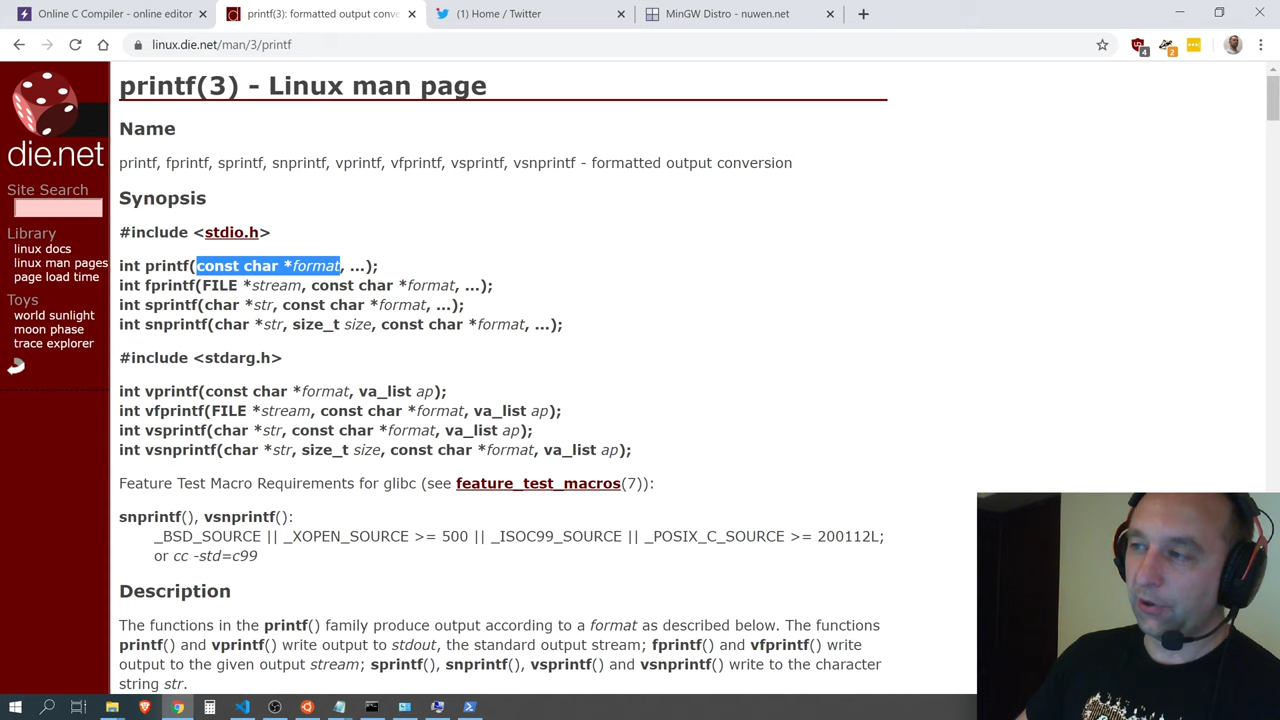 Online C Compiler - online editor
printf(3): formatted output conve
(1) Home / Twitter
MinGW Distro - nuwen.net
linux.die.net/man/3/printf
4
2
die.net
Site Search
Library
linux docs
linux man pages
page load time
Toys
world sunlight
moon phase
trace explorer
printf(3) - Linux man page
Name
printf, fprintf, sprintf, snprintf, vprintf, vfprintf, vsprintf, vsnprintf - formatted output conversion
Synopsis
#include <stdio.h>
int printf(const char *format, ...);
int fprintf(FILE *stream, const char *format, ...);
int sprintf(char *str, const char *format, ...);
int snprintf(char *str, size_t size, const char *format, ...);
#include <stdarg.h>
int vprintf(const char *format, va_list ap);
int vfprintf(FILE *stream, const char *format, va_list ap);
int vsprintf(char *str, const char *format, va_list ap);
int vsnprintf(char *str, size_t size, const char *format, va_list ap);
Feature Test Macro Requirements for glibc (see feature_test_macros(7)):
snprintf(), vsnprintf():
_BSD_SOURCE || _XOPEN_SOURCE >= 500 || _ISOC99_SOURCE || _POSIX_C_SOURCE >= 200112L;
or cc -std=c99
Description
The functions in the printf() family produce output according to a format as described below. The functions
printf() and vprintf() write output to stdout, the standard output stream; fprintf() and vfprintf() write
output to the given output stream; sprintf(), snprintf(), vsprintf() and vsnprintf() write to the character
string str.